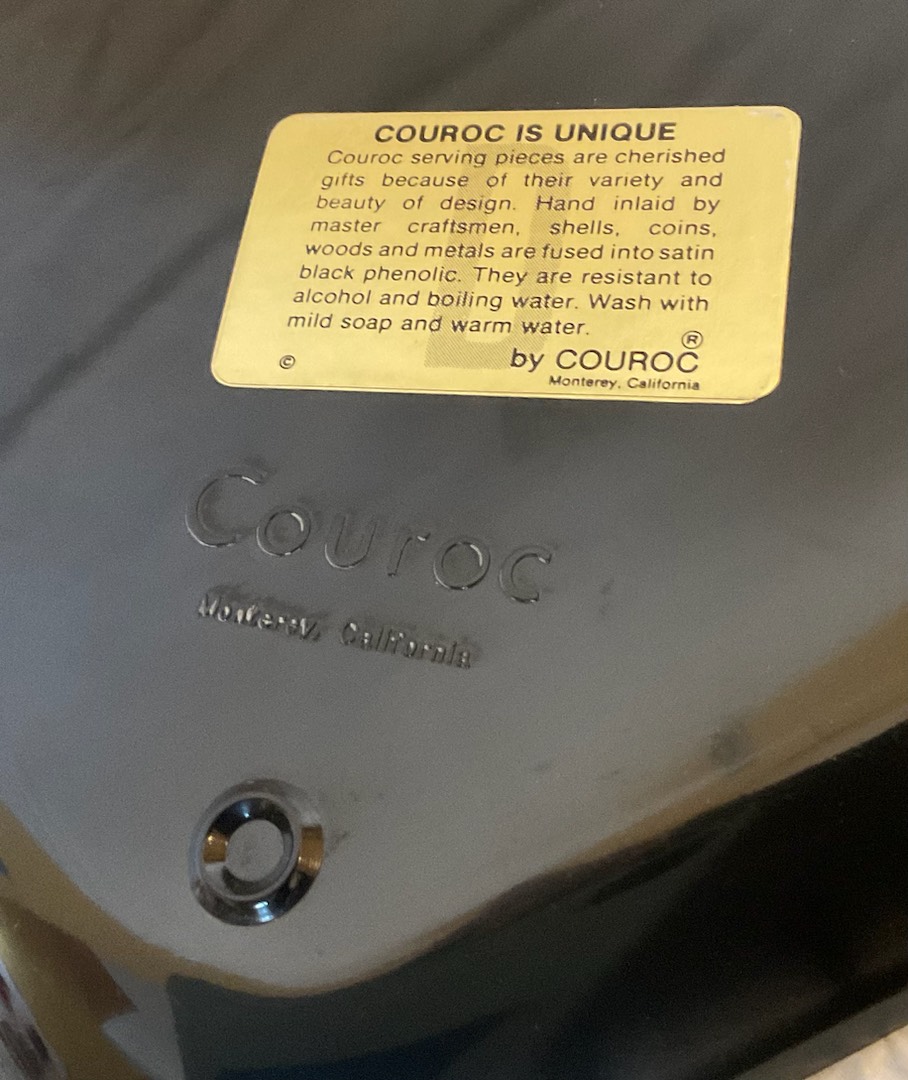 COUROC IS UNIQUE
Couroc serving pieces are cherished
gifts because of their variety and
beauty of design. Hand inlaid by
master craftsmen, shells, coins,
woods and metals are fused into satin
black phenolic. They are resistant to
alcohol and boiling water. Wash with
mild soap and warm water.
©
by COUROC®
Monterey, California
Couroc
Monterey, California